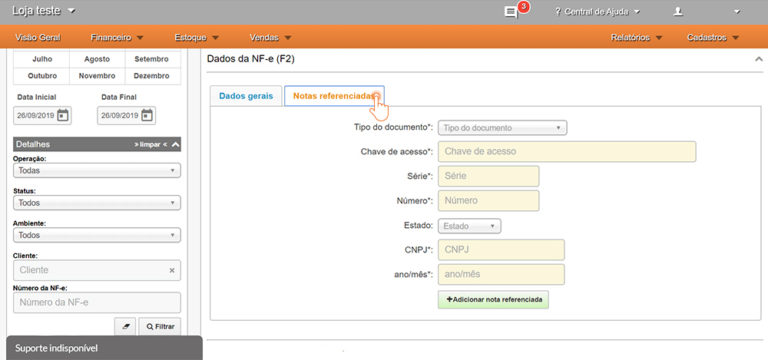 Loja teste
3
? Central de Ajuda
Visão Geral Financeiro Estoque Vendas Relatórios Cadastros
Julho Agosto Setembro
Outubro Novembro Dezembro
Data Inicial Data Final
26/09/2019 26/09/2019
Detalhes » limpar «
Operação:
Todas
Status:
Todos
Ambiente:
Todos
Cliente:
Cliente
Número da NF-e:
Número da NF-e
Filtrar
Suporte indisponível
Dados da NF-e (F2)
Dados gerais Notas referenciadas
Tipo do documento*: Tipo do documento
Chave de acesso*: Chave de acesso
Série*: Série
Número*: Número
Estado: Estado
CNPJ*: CNPJ
ano/mês*: ano/mês
+Adicionar nota referenciada